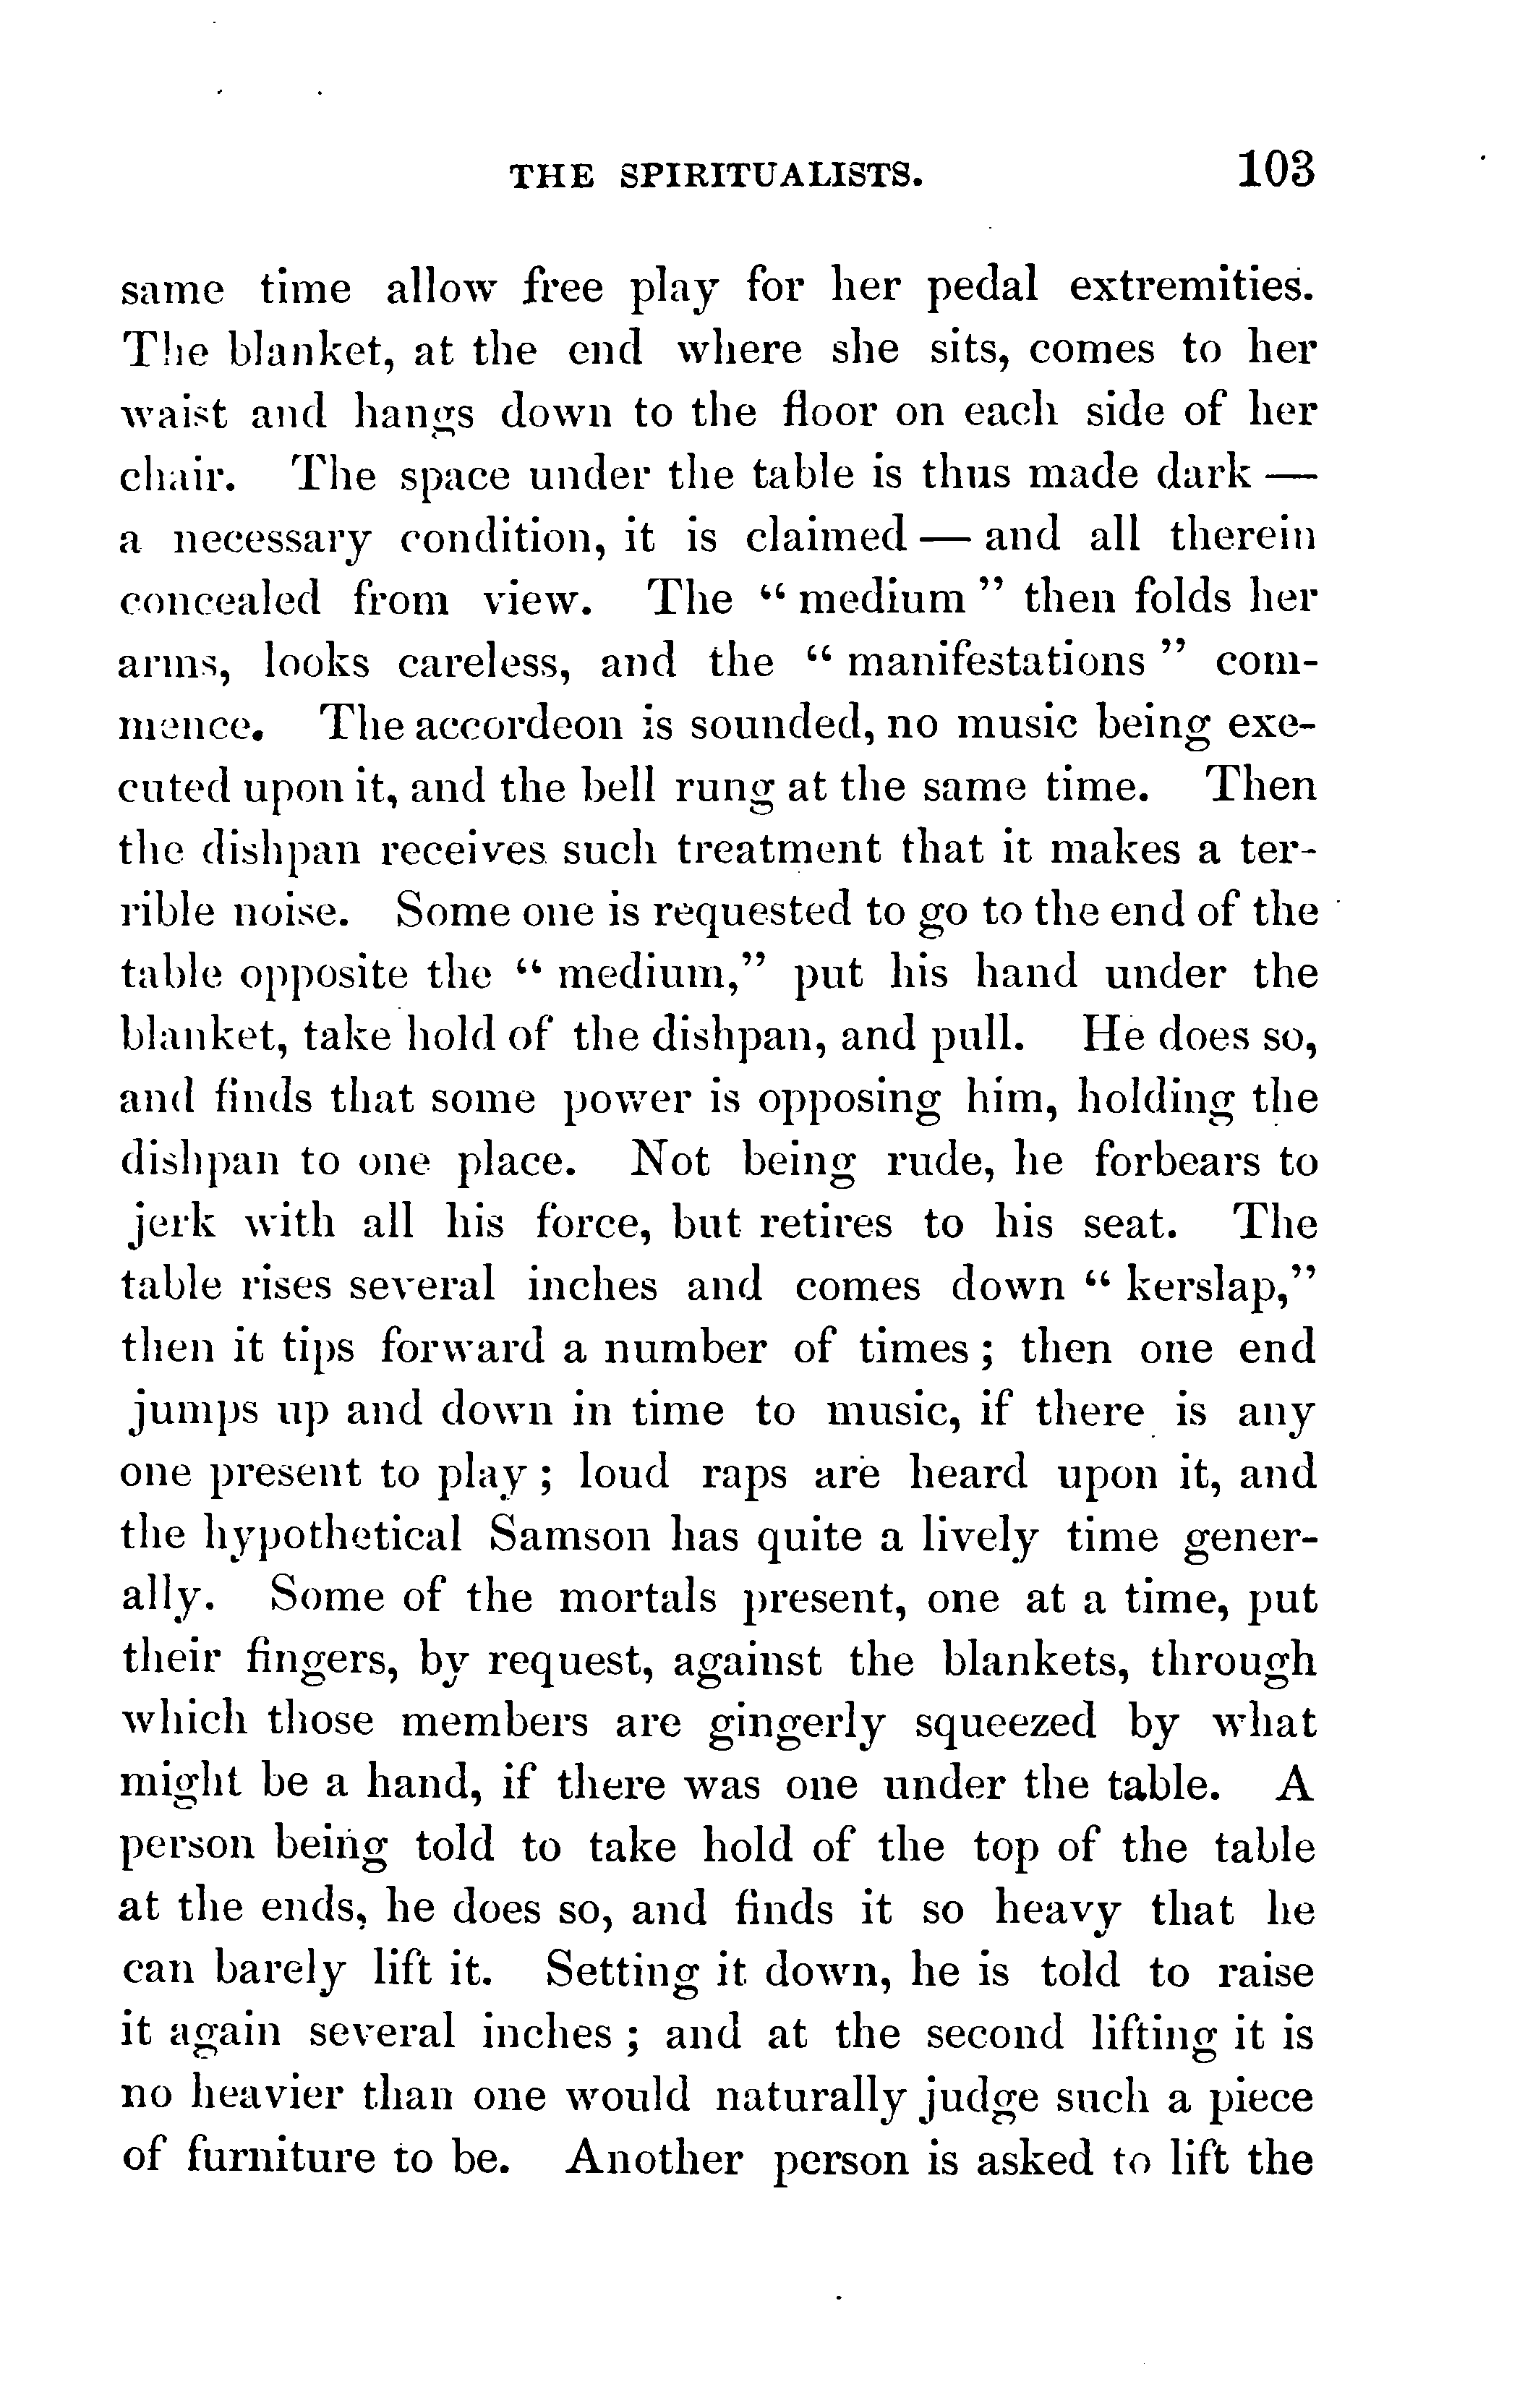 THE SPIRITUALISTS. 103
same time allow free play for her pedal extremities.
The blanket, at the end where she sits, comes to her
waist and hangs down to the floor on each side of her
chair. The space under the table is thus made dark —
a necessary condition, it is claimed — and all therein
concealed from view. The “ medium ” then folds her
arms, looks careless, and the “ manifestations ” com-
mence. The accordeon is sounded, no music being exe-
cuted upon it, and the bell rung at the same time. Then
the dishpan receives such treatment that it makes a ter-
rible noise. Some one is requested to go to the end of the
table opposite the “ medium,” put his hand under the
blanket, take hold of the dishpan, and pull. He does so,
and finds that some power is opposing him, holding the
dishpan to one place. Not being rude, he forbears to
jerk with all his force, but retires to his seat. The
table rises several inches and comes down “ kerslap,”
then it tips forward a number of times ; then one end
jumps up and down in time to music, if there is any
one present to play ; loud raps are heard upon it, and
the hypothetical Samson has quite a lively time gener-
ally. Some of the mortals present, one at a time, put
their fingers, by request, against the blankets, through
which those members are gingerly squeezed by what
might be a hand, if there was one under the table. A
person being told to take hold of the top of the table
at the ends, he does so, and finds it so heavy that he
can barely lift it. Setting it down, he is told to raise
it again several inches ; and at the second lifting it is
no heavier than one would naturally judge such a piece
of furniture to be. Another person is asked to lift the